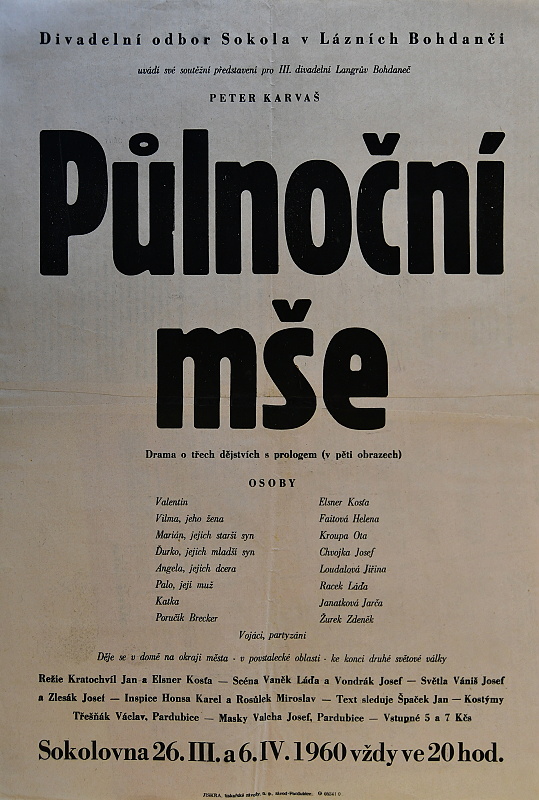 Divadelní odbor Sokola v Lázních Bohdanči
uvádí své soutěžní představení pro III. divadelní Langrův Bohdaneč
PETER KARVAŠ
Půlnoční
mše
Drama o třech dějstvích s prologem (v pěti obrazech)
OSOBY
Valentin Elsner Kosťa
Vilma, jeho žena Faitová Helena
Marián, jejich starší syn Kroupa Ota
Ďurko, jejich mladší syn Chvojka Josef
Angela, jejich dcera Loudalová Jiřina
Palo, její muž Racek Láďa
Katka Janatková Jarča
Poručík Brecker Žurek Zdeněk
Vojáci, partyzáni
Děje se v domě na okraji města - v povstalecké oblasti - ke konci druhé světové války
Režie Kratochvíl Jan a Elsner Kosťa — Scéna Vaněk Láďa a Vondrák Josef — Světla Vániš Josef
a Zlesák Josef — Inspice Honsa Karel a Rosůlek Miroslav — Text sleduje Špaček Jan — Kostýmy
Třešňák Václav, Pardubice — Masky Valcha Josef, Pardubice — Vstupné 5 a 7 Kčs
Sokolovna 26. III. a 6. IV. 1960 vždy ve 20 hod.